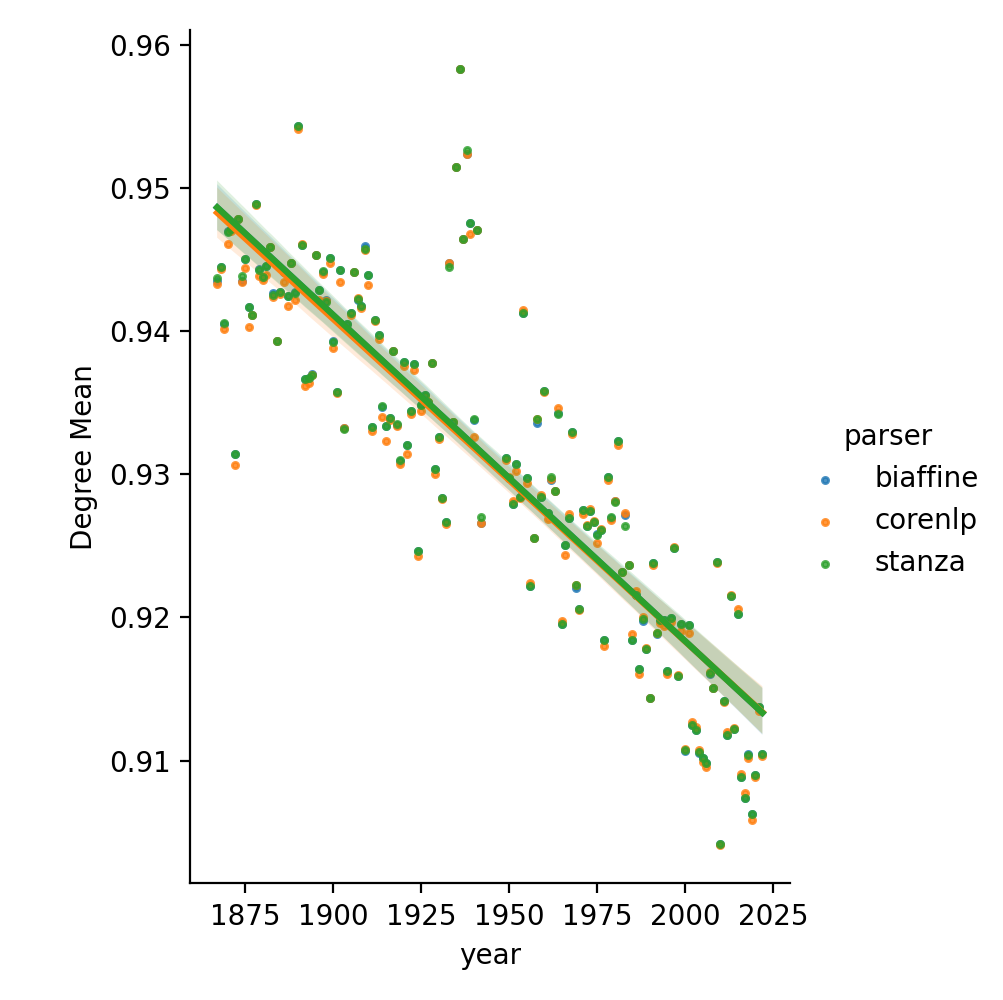 0.96
0.95
0.94
0.93
0.92
0.91
Degree Mean
1875 1900 1925 1950 1975 2000 2025
year
parser
biaffine
corenlp
stanza